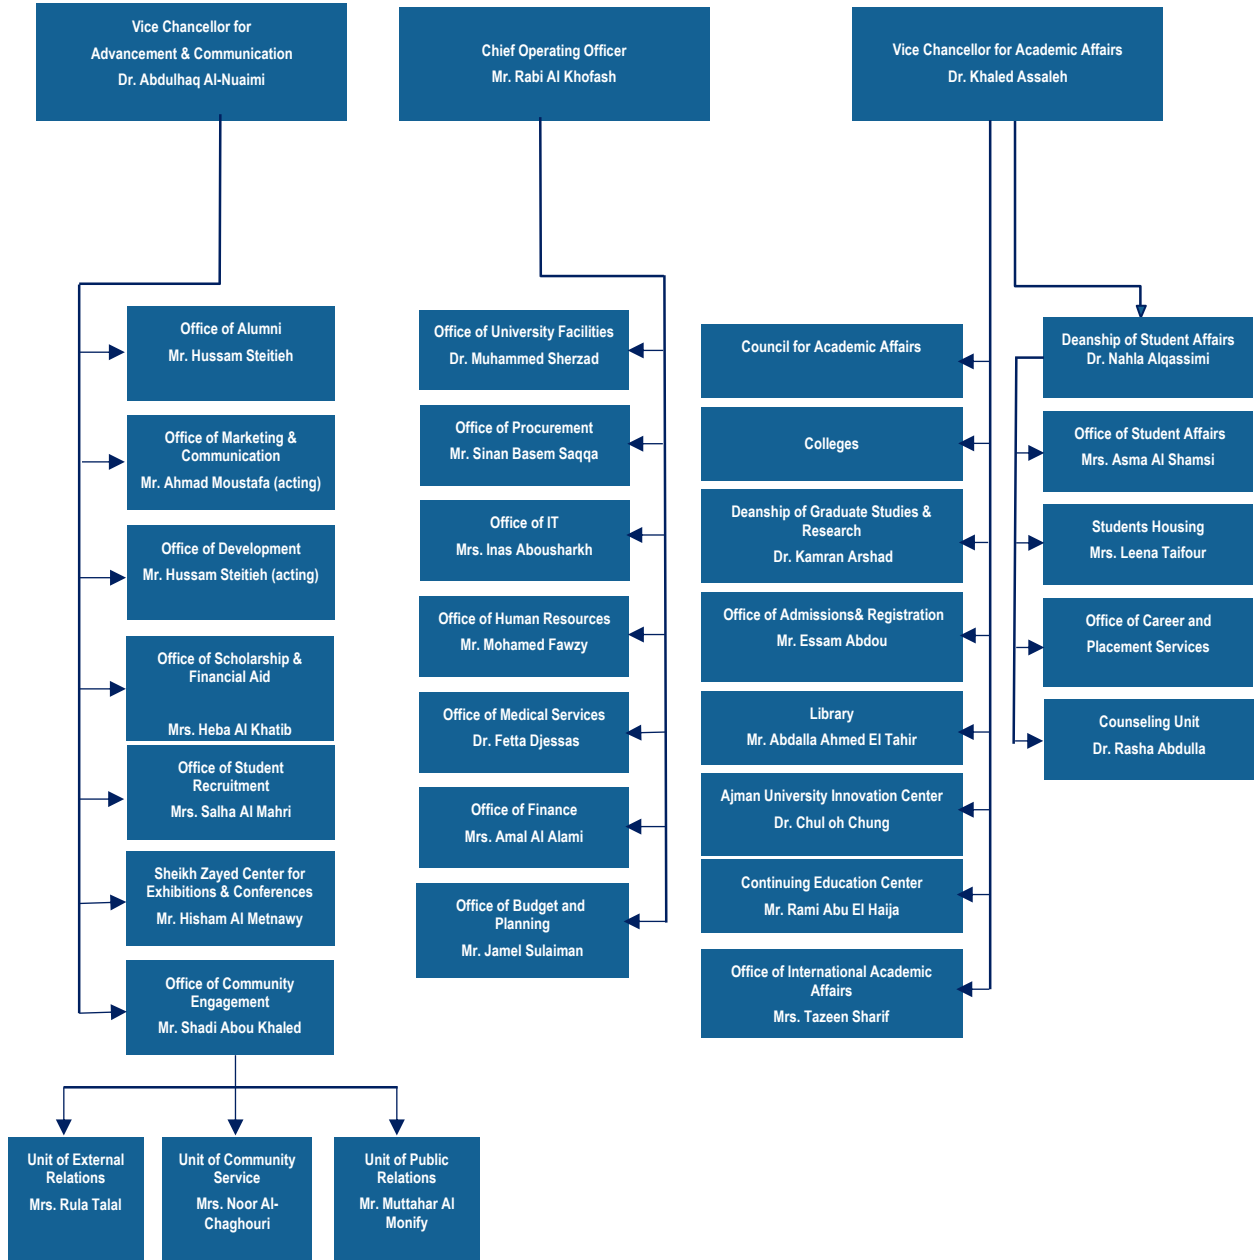 Vice Chancellor for
Advancement & Communication
Dr. Abdulhaq Al-Nuaimi
Chief Operating Officer
Mr. Rabi Al Khofash
Vice Chancellor for Academic Affairs
Dr. Khaled Assaleh
Office of Alumni
Mr. Hussam Steitieh
Office of Marketing &
Communication
Mr. Ahmad Moustafa (acting)
Office of Development
Mr. Hussam Steitieh (acting)
Office of Scholarship &
Financial Aid
Mrs. Heba Al Khatib
Office of Student
Recruitment
Mrs. Salha Al Mahri
Sheikh Zayed Center for
Exhibitions & Conferences
Mr. Hisham Al Metnawy
Office of Community
Engagement
Mr. Shadi Abou Khaled
Unit of External
Relations
Mrs. Rula Talal
Unit of Community
Service
Mrs. Noor Al-
Chaghouri
Unit of Public
Relations
Mr. Muttahar Al
Monify
Office of University Facilities
Dr. Muhammed Sherzad
Office of Procurement
Mr. Sinan Basem Saqqa
Office of IT
Mrs. Inas Abousharkh
Office of Human Resources
Mr. Mohamed Fawzy
Office of Medical Services
Dr. Fetta Djessas
Office of Finance
Mrs. Amal Al Alami
Office of Budget and
Planning
Mr. Jamel Sulaiman
Council for Academic Affairs
Colleges
Deanship of Graduate Studies &
Research
Dr. Kamran Arshad
Office of Admissions& Registration
Mr. Essam Abdou
Library
Mr. Abdalla Ahmed El Tahir
Ajman University Innovation Center
Dr. Chul oh Chung
Continuing Education Center
Mr. Rami Abu El Haija
Office of International Academic
Affairs
Mrs. Tazeen Sharif
Deanship of Student Affairs
Dr. Nahla Alqassimi
Office of Student Affairs
Mrs. Asma Al Shamsi
Students Housing
Mrs. Leena Taifour
Office of Career and
Placement Services
Counseling Unit
Dr. Rasha Abdulla